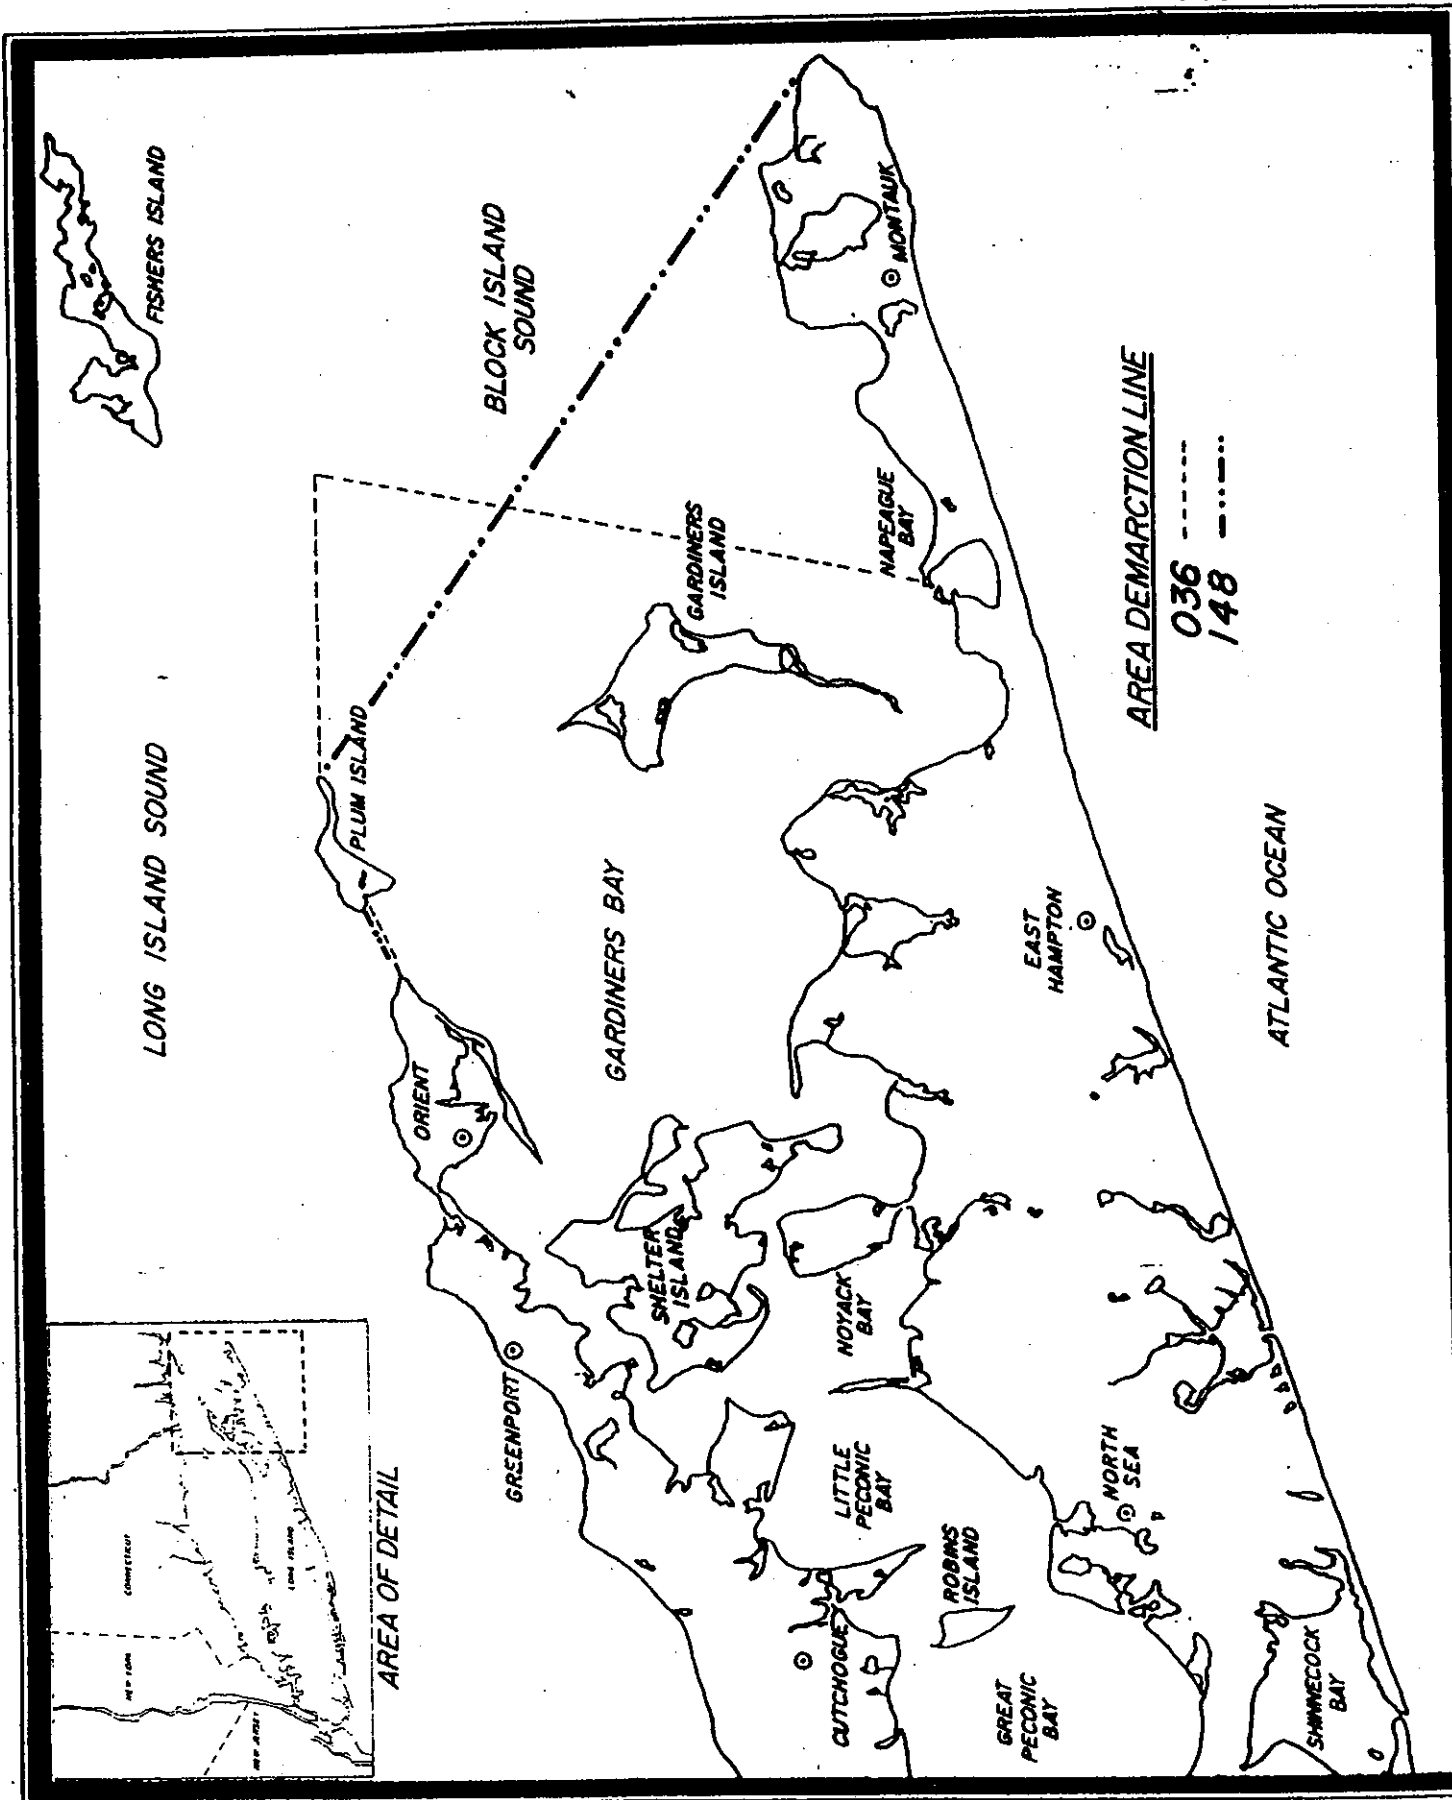 FISHERS ISLAND
BLOCK ISLAND
SOUND
MONTAUK
LONG ISLAND SOUND
PLUM ISLAND
GARDINERS
ISLAND
NAPEAGUE
BAY
AREA DEMARCTION LINE
036
148
GARDINERS BAY
EAST
HAMPTON
ATLANTIC OCEAN
ORIENT
SHELTER
ISLAND
NOYACK
BAY
GREENPORT
LITTLE
PECONIC
BAY
NORTH
SEA
ROBINS
ISLAND
CUTCHOGUE
GREAT
PECONIC
BAY
SHINNECOCK
BAY
CONNECTICUT
NEW YORK
LONG ISLAND
NEW JERSEY
AREA OF DETAIL